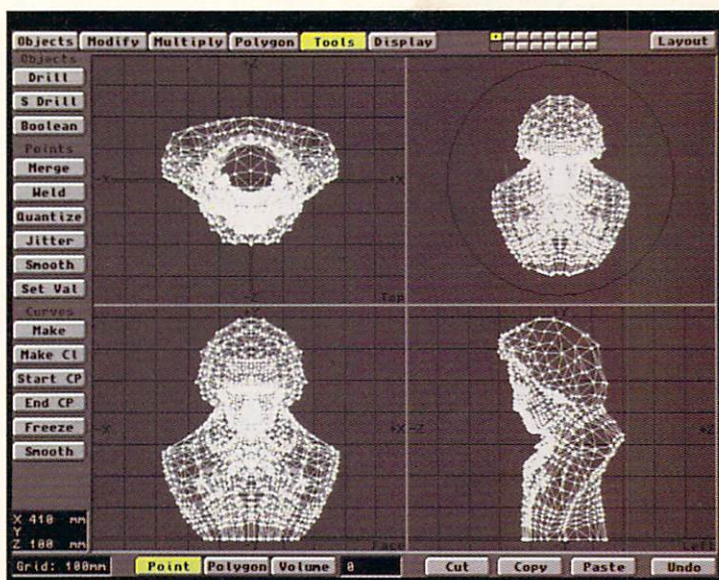 Objects Modify Multiply Polygon Tools Display Layout
Objects
Drill
S Drill
Boolean
Points
Merge
Weld
Quantize
Jitter
Smooth
Set Val
Curves
Make
Make Cl
Start CP
End CP
Freeze
Smooth
+Z
-X +X
-Z Top
+Y
-X +X
-Y Face
+Y
-Z +Z
-Y Left
X 410 mm
Y
Z 100 mm
Grid: 100mm Point Polygon Volume 0 Cut Copy Paste Undo